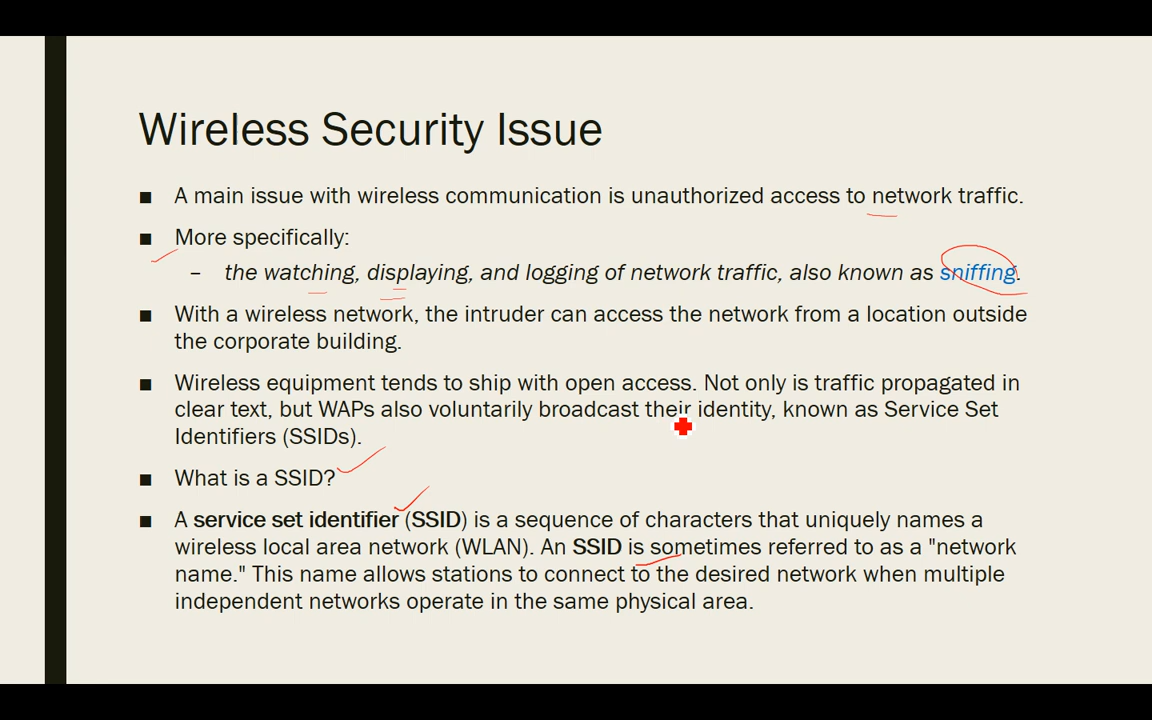 Wireless Security Issue
■ A main issue with wireless communication is unauthorized access to network traffic.
■ More specifically:
– the watching, displaying, and logging of network traffic, also known as sniffing.
■ With a wireless network, the intruder can access the network from a location outside
the corporate building.
■ Wireless equipment tends to ship with open access. Not only is traffic propagated in
clear text, but WAPs also voluntarily broadcast their identity, known as Service Set
Identifiers (SSIDs).
■ What is a SSID?
■ A service set identifier (SSID) is a sequence of characters that uniquely names a
wireless local area network (WLAN). An SSID is sometimes referred to as a "network
name." This name allows stations to connect to the desired network when multiple
independent networks operate in the same physical area.